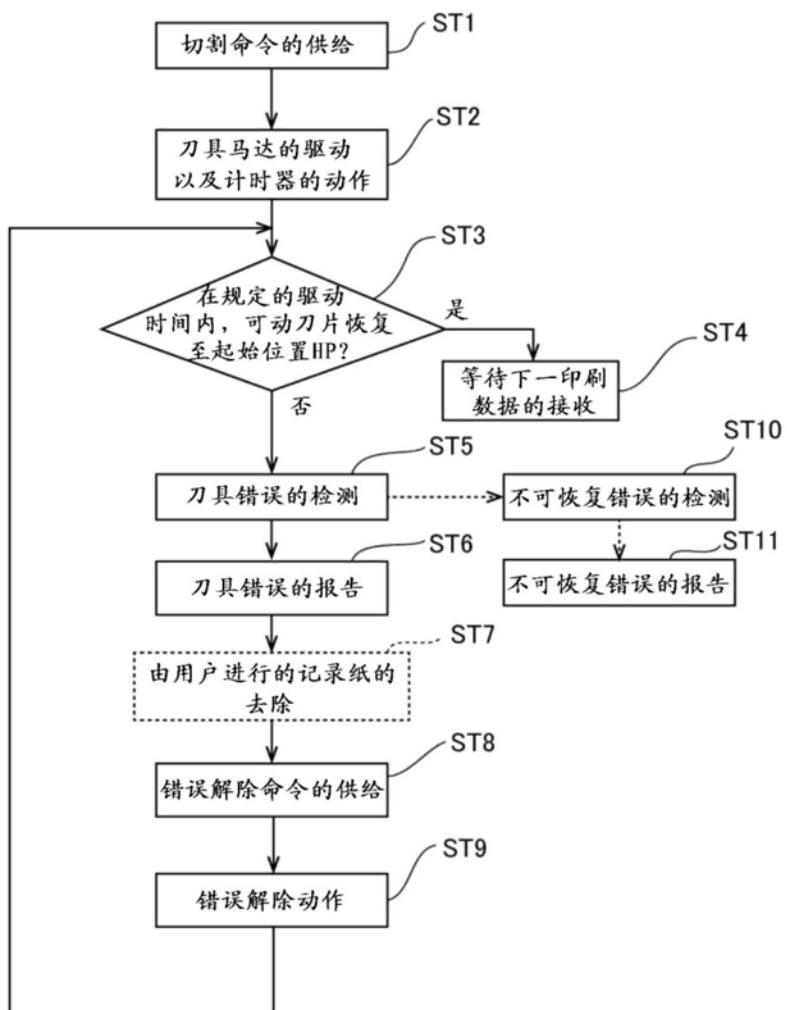 ST1
切割命令的供给
ST2
刀具马达的驱动
以及计时器的动作
ST3
在规定的驱动
时间内，可动刀片恢复
至起始位置HP?
是
ST4
等待下一印刷
数据的接收
否
ST5
刀具错误的检测
ST10
不可恢复错误的检测
ST6
刀具错误的报告
ST11
不可恢复错误的报告
ST7
由用户进行的记录纸的
去除
ST8
错误解除命令的供给
ST9
错误解除动作